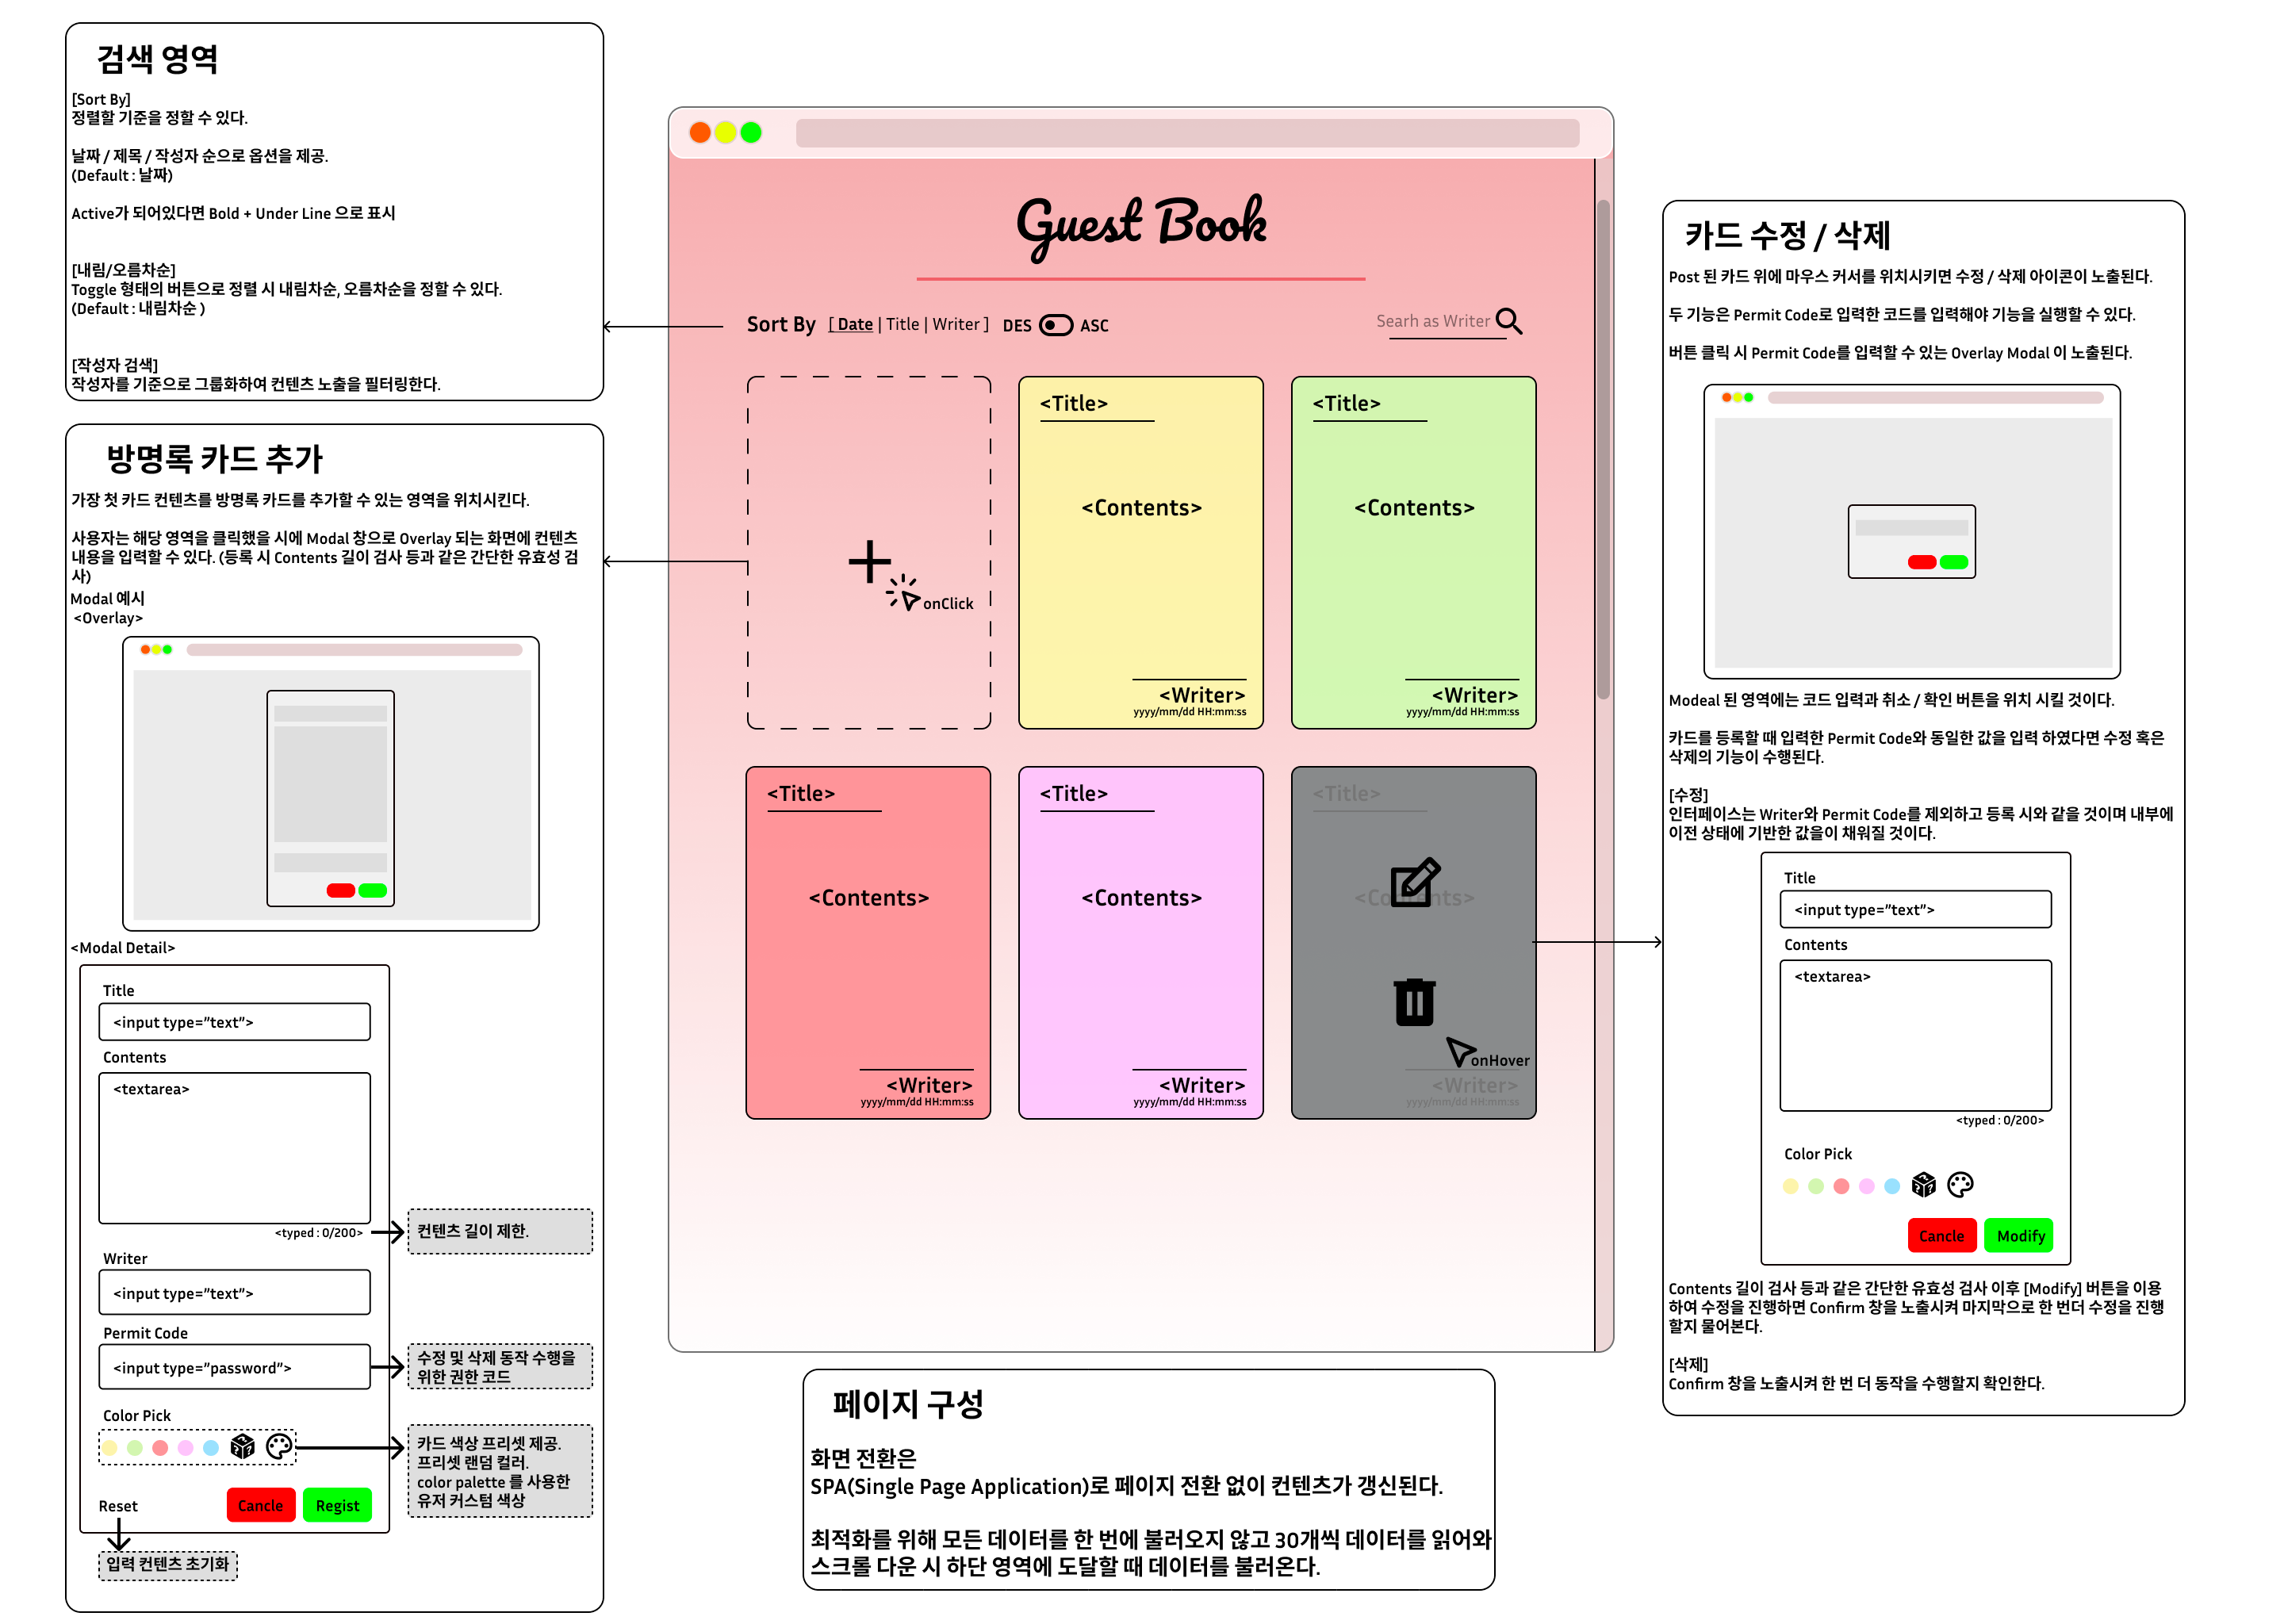 검색 영역
[Sort By]
정렬할 기준을 정할 수 있다.
날짜 / 제목 / 작성자 순으로 옵션을 제공.
(Default : 날짜)
Active가 되어있다면 Bold + Under Line 으로 표시
[내림/오름차순]
Toggle 형태의 버튼으로 정렬 시 내림차순, 오름차순을 정할 수 있다.
(Default : 내림차순 )
[작성자 검색]
작성자를 기준으로 그룹화하여 컨텐츠 노출을 필터링한다.
방명록 카드 추가
가장 첫 카드 컨텐츠를 방명록 카드를 추가할 수 있는 영역을 위치시킨다.
사용자는 해당 영역을 클릭했을 시에 Modal 창으로 Overlay 되는 화면에 컨텐츠
내용을 입력할 수 있다. (등록 시 Contents 길이 검사 등과 같은 간단한 유효성 검
사)
Modal 예시
<Overlay>
<Modal Detail>
Title
<input type="text">
Contents
<textarea>
<typed : 0/200>
컨텐츠 길이 제한.
Writer
<input type="text">
Permit Code
<input type="password">
수정 및 삭제 동작 수행을
위한 권한 코드
Color Pick
카드 색상 프리셋 제공.
프리셋 랜덤 컬러.
color palette 를 사용한
유저 커스텀 색상
Reset
Cancle
Regist
입력 컨텐츠 초기화
Guest Book
Sort By [ Date | Title | Writer ] DES ASC
Searh as Writer
onClick
<Title>
<Contents>
<Writer>
yyyy/mm/dd HH:mm:ss
<Title>
<Contents>
<Writer>
yyyy/mm/dd HH:mm:ss
<Title>
<Contents>
<Writer>
yyyy/mm/dd HH:mm:ss
<Title>
<Contents>
<Writer>
yyyy/mm/dd HH:mm:ss
<Title>
<Contents>
onHover
<Writer>
yyyy/mm/dd HH:mm:ss
페이지 구성
화면 전환은
SPA(Single Page Application)로 페이지 전환 없이 컨텐츠가 갱신된다.
최적화를 위해 모든 데이터를 한 번에 불러오지 않고 30개씩 데이터를 읽어와
스크롤 다운 시 하단 영역에 도달할 때 데이터를 불러온다.
카드 수정 / 삭제
Post 된 카드 위에 마우스 커서를 위치시키면 수정 / 삭제 아이콘이 노출된다.
두 기능은 Permit Code로 입력한 코드를 입력해야 기능을 실행할 수 있다.
버튼 클릭 시 Permit Code를 입력할 수 있는 Overlay Modal 이 노출된다.
Modeal 된 영역에는 코드 입력과 취소 / 확인 버튼을 위치 시킬 것이다.
카드를 등록할 때 입력한 Permit Code와 동일한 값을 입력 하였다면 수정 혹은
삭제의 기능이 수행된다.
[수정]
인터페이스는 Writer와 Permit Code를 제외하고 등록 시와 같을 것이며 내부에
이전 상태에 기반한 값을이 채워질 것이다.
Title
<input type="text">
Contents
<textarea>
<typed : 0/200>
Color Pick
Cancle
Modify
Contents 길이 검사 등과 같은 간단한 유효성 검사 이후 [Modify] 버튼을 이용
하여 수정을 진행하면 Confirm 창을 노출시켜 마지막으로 한 번더 수정을 진행
할지 물어본다.
[삭제]
Confirm 창을 노출시켜 한 번 더 동작을 수행할지 확인한다.